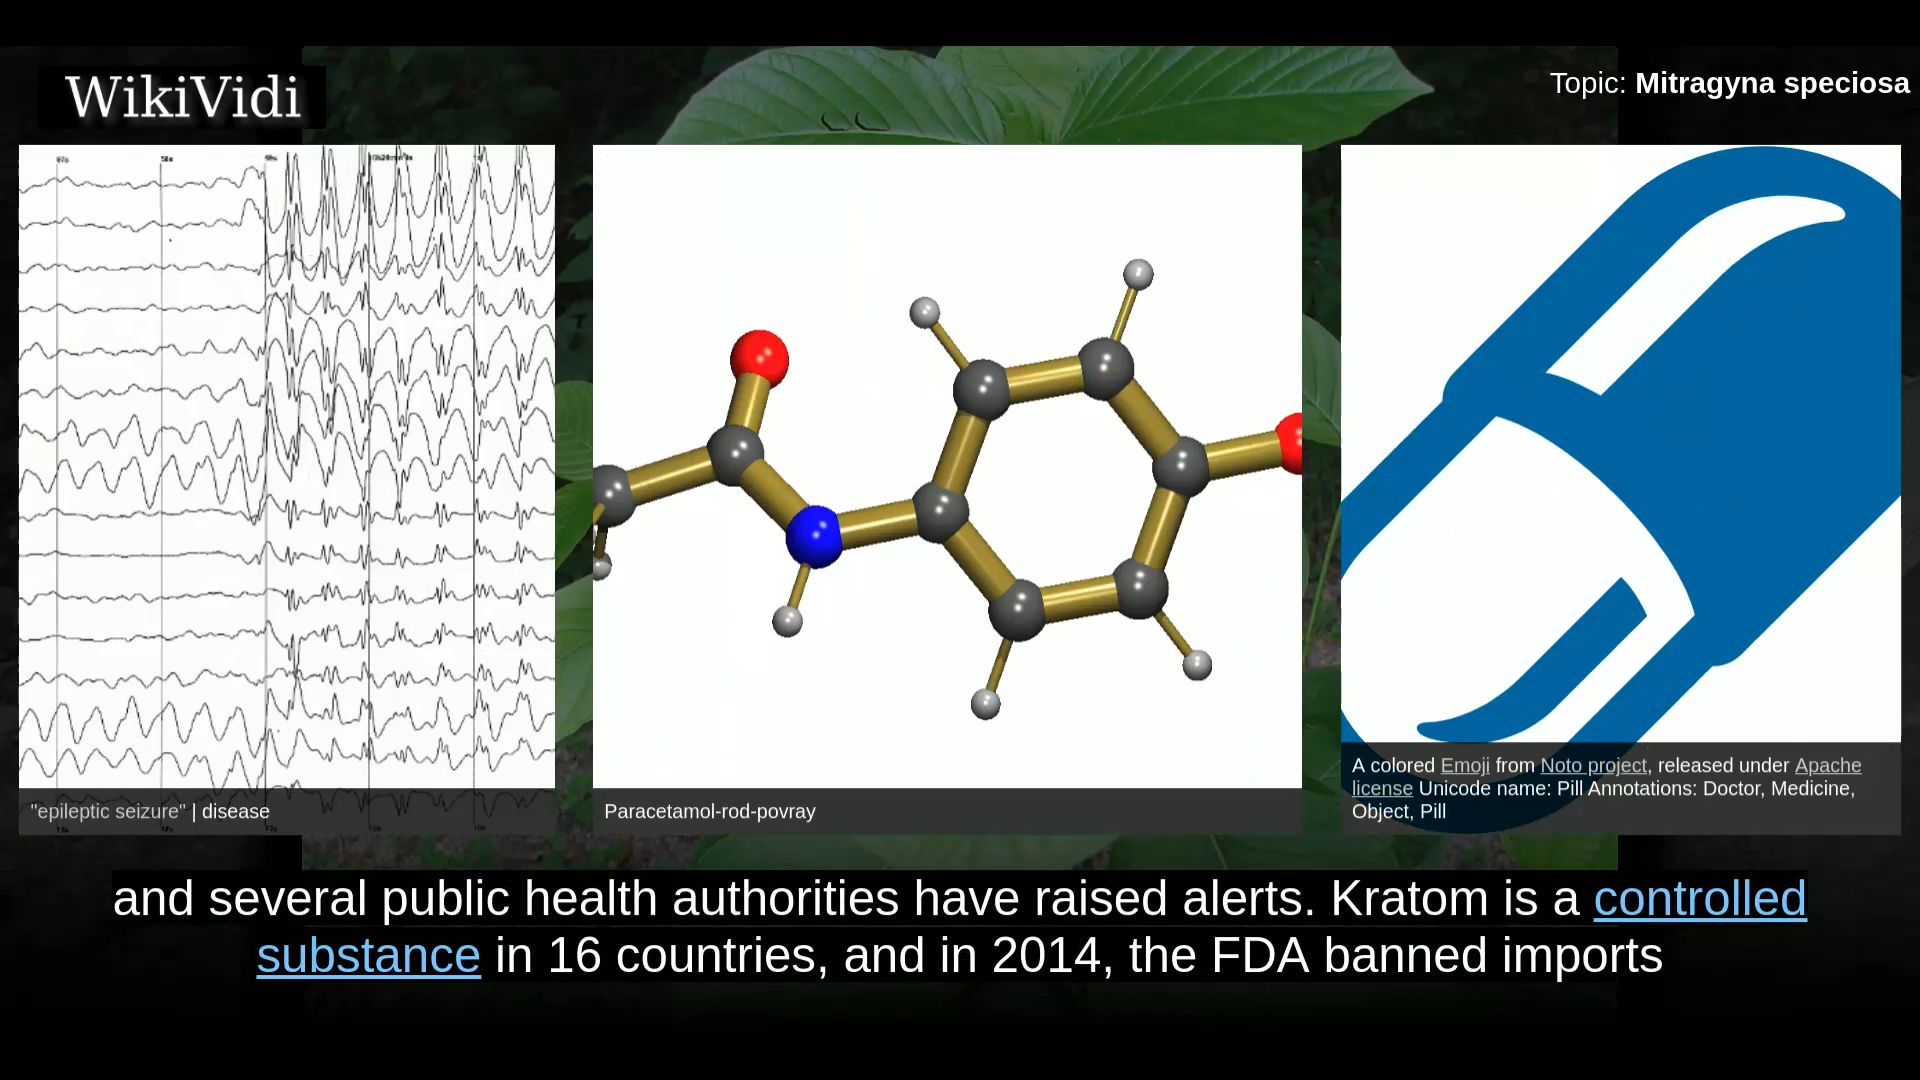 WikiVidi
Topic: Mitragyna speciosa
"epileptic seizure" | disease
Paracetamol-rod-povray
A colored Emoji from Noto project, released under Apache
license Unicode name: Pill Annotations: Doctor, Medicine,
Object, Pill
and several public health authorities have raised alerts. Kratom is a controlled
substance in 16 countries, and in 2014, the FDA banned imports